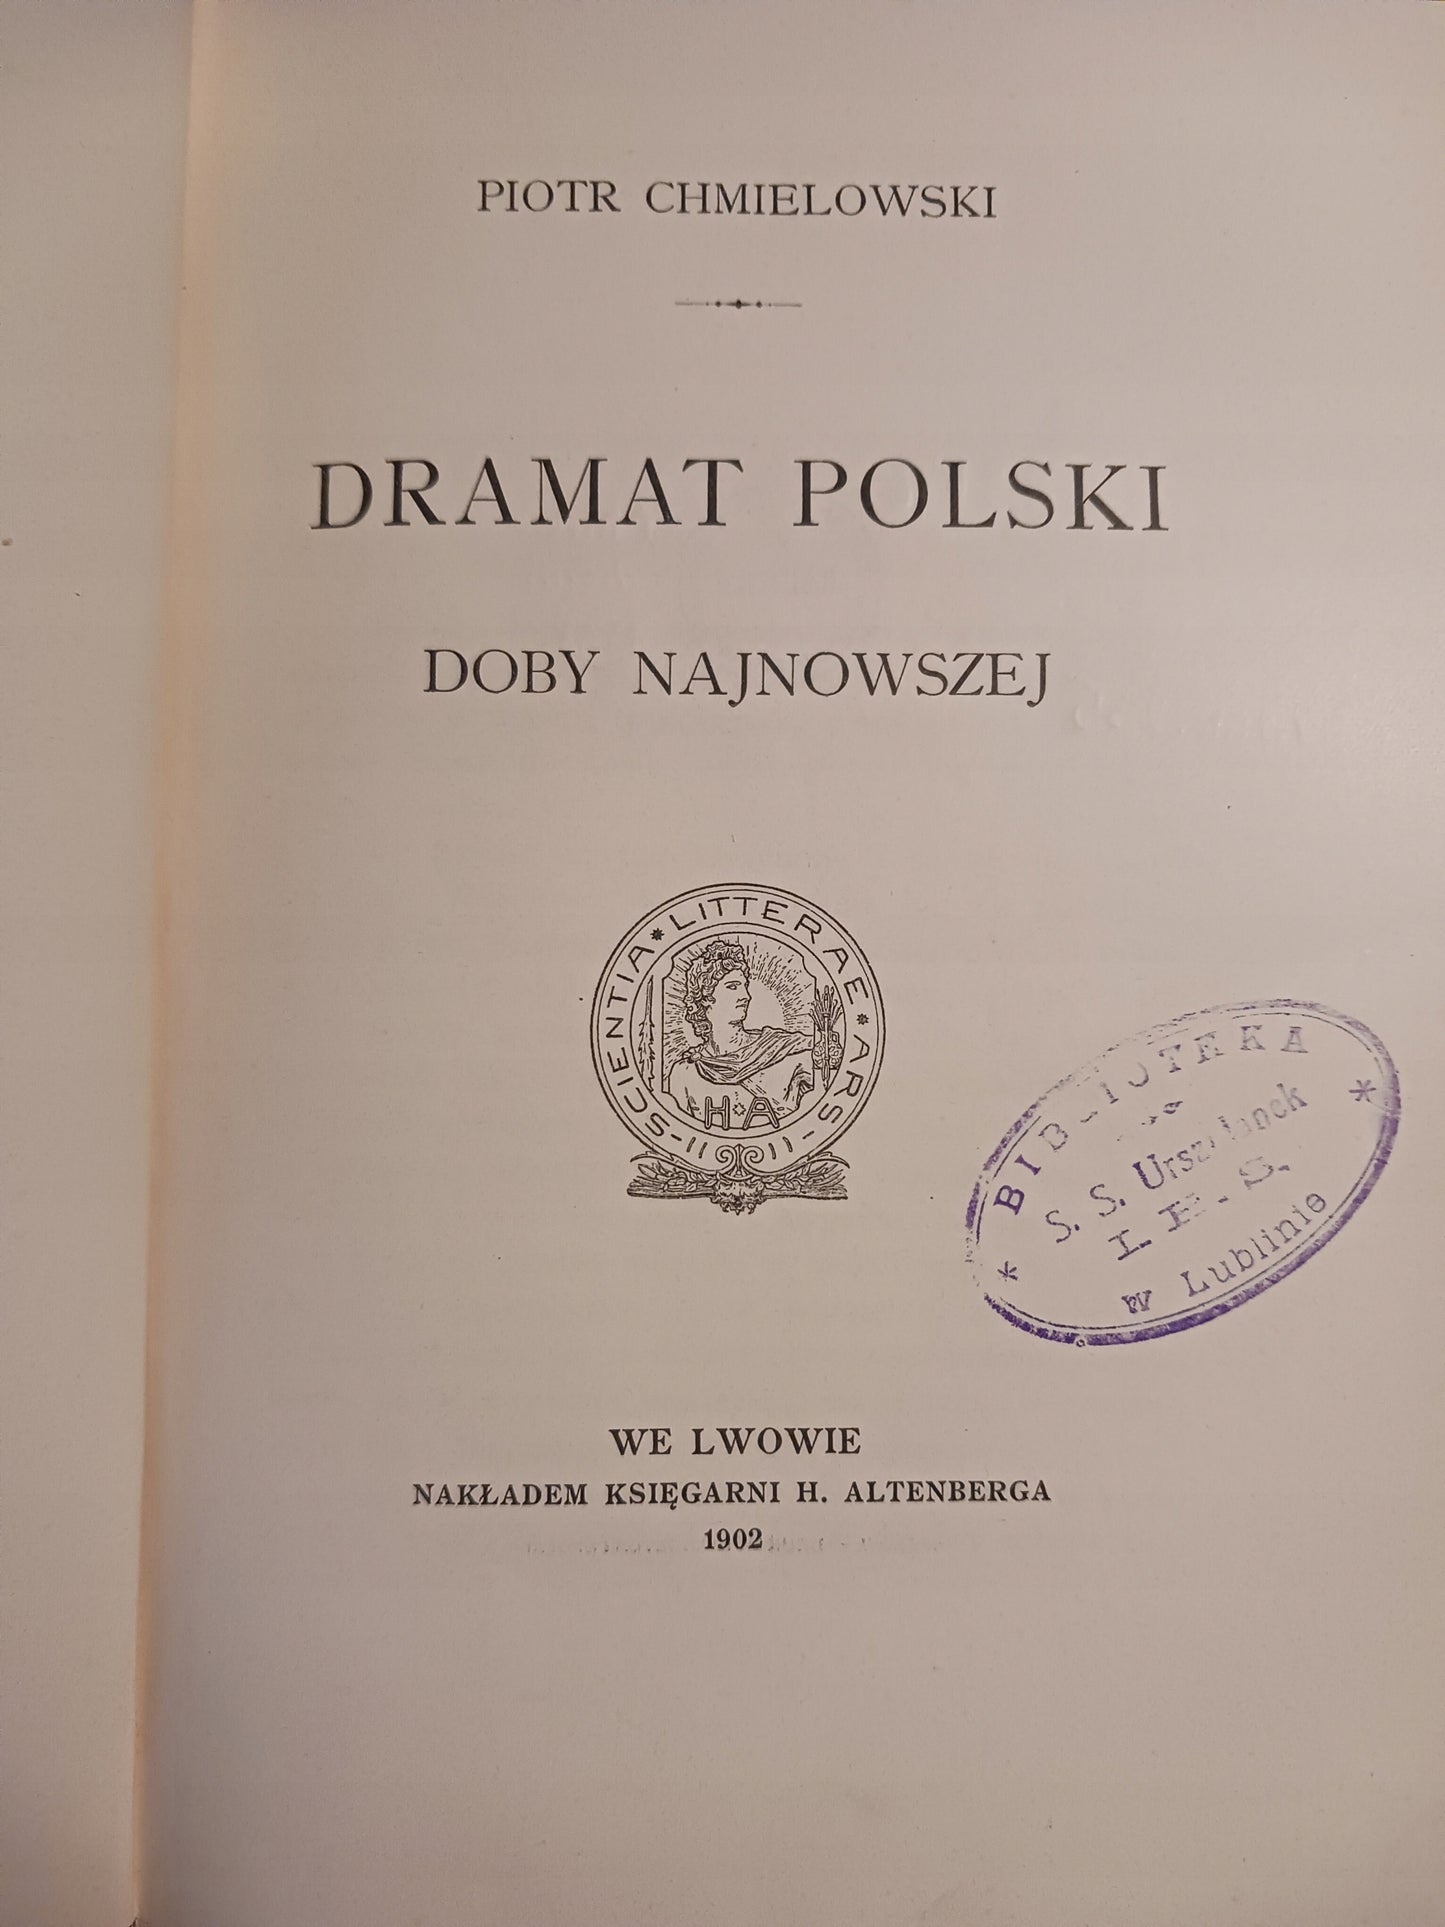 PIOTR CHMIELOWSKI
DRAMAT POLSKI
DOBY NAJNOWSZEJ
SCIENTIA * LITTERAE * ARS
H A
BIBLIOTEKA
S. S. Urszulanek
w Lublinie
WE LWOWIE
NAKŁADEM KSIĘGARNI H. ALTENBERGA
1902